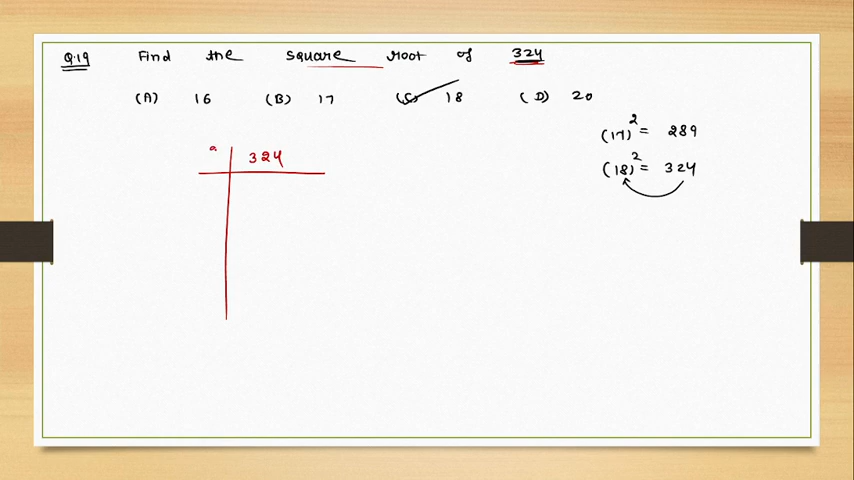 Q.19 Find the square root of 324
(A) 16 (B) 17 (C) 18 (D) 20
(17)² = 289
(18)² = 324
324